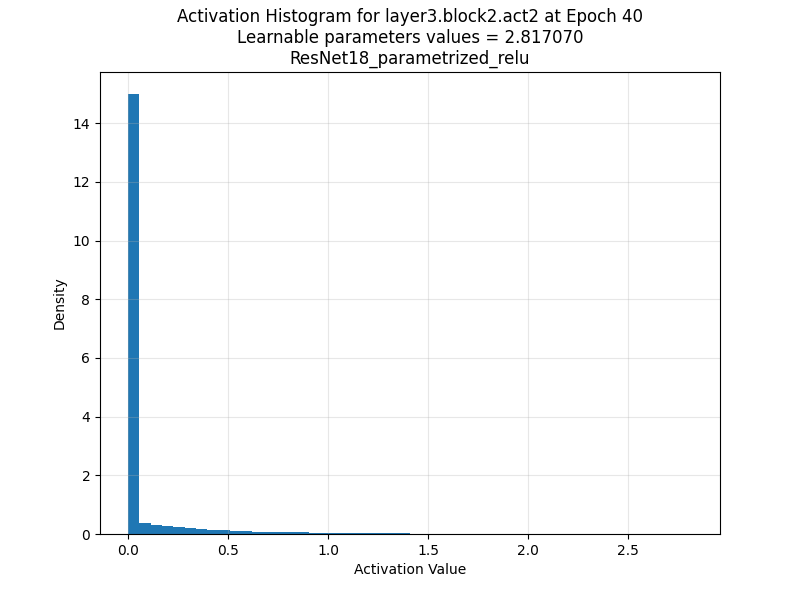 Activation Histogram for layer3.block2.act2 at Epoch 40
Learnable parameters values = 2.817070
ResNet18_parametrized_relu
Density
14
12
10
8
6
4
2
0
0.0 0.5 1.0 1.5 2.0 2.5
Activation Value